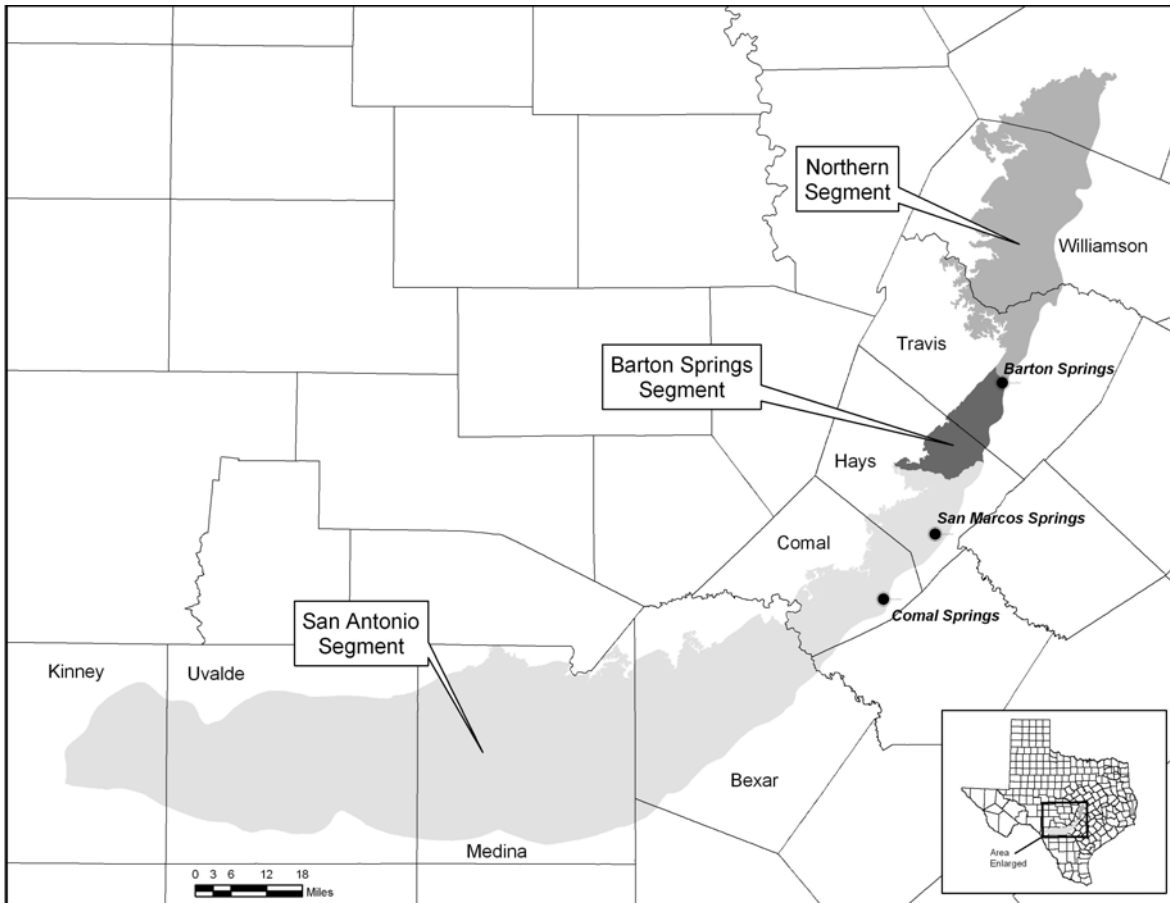 Northern
Segment
Williamson
Travis
Barton Springs
Segment
Barton Springs
Hays
San Marcos Springs
Comal
Comal Springs
San Antonio
Segment
Kinney
Uvalde
Bexar
Medina
0 3 6 12 18
Miles
Area
Enlarged